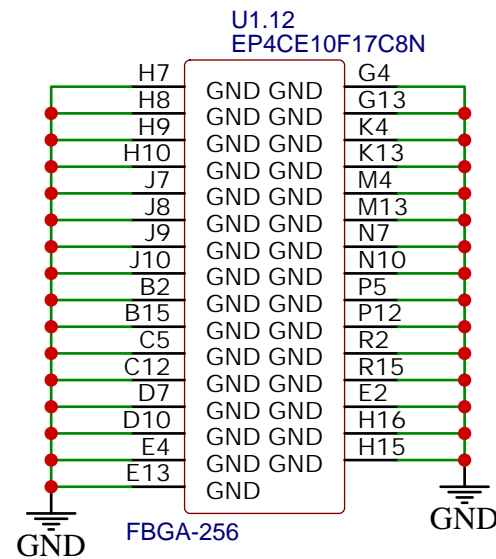 U1.12
EP4CE10F17C8N
H7 GND GND G4
H8 GND GND G13
H9 GND GND K4
H10 GND GND K13
J7 GND GND M4
J8 GND GND M13
J9 GND GND N7
J10 GND GND N10
B2 GND GND P5
B15 GND GND P12
C5 GND GND R2
C12 GND GND R15
D7 GND GND E2
D10 GND GND H16
E4 GND GND H15
E13 GND
FBGA-256
GND
GND